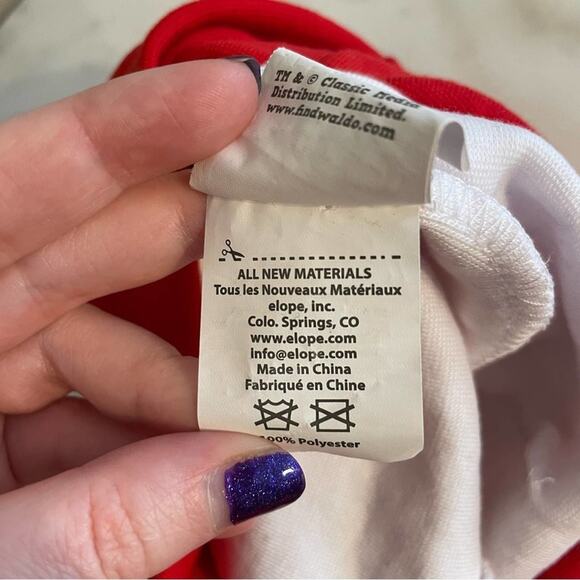 TM & © Classic Media
Distribution Limited.
www.findwaldo.com
ALL NEW MATERIALS
Tous les Nouveaux Matériaux
elope, inc.
Colo. Springs, CO
www.elope.com
info@elope.com
Made in China
Fabriqué en Chine
100% Polyester